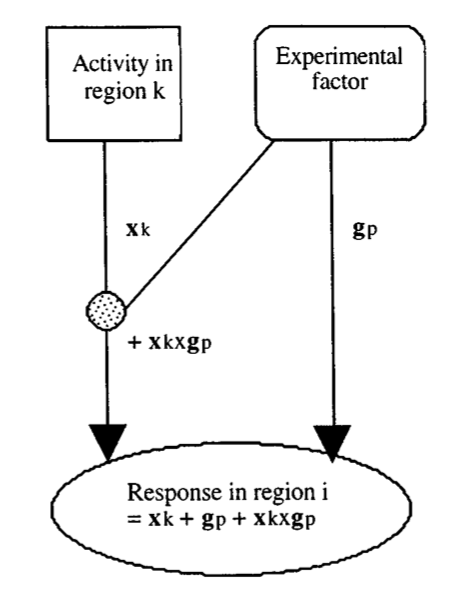 Activity in
region k
Experimental
factor
xk
gp
+ xkxgp
Response in region i
= xk + gp + xkxgp